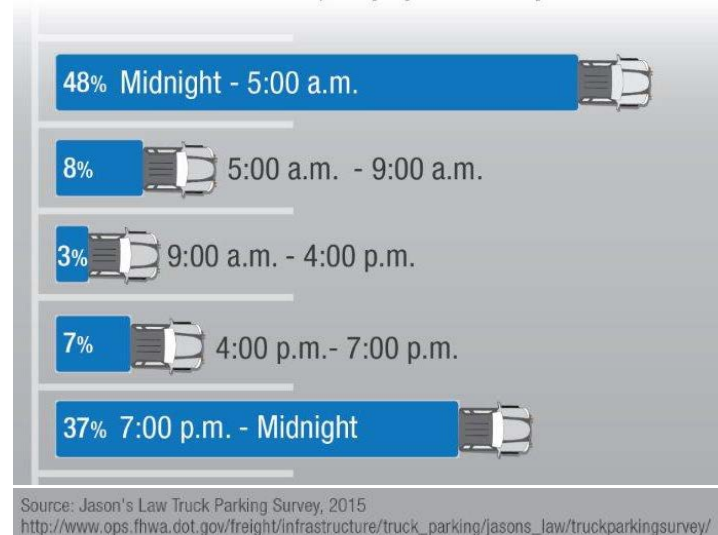 48% Midnight - 5:00 a.m.
8% 5:00 a.m. - 9:00 a.m.
3% 9:00 a.m. - 4:00 p.m.
7% 4:00 p.m.- 7:00 p.m.
37% 7:00 p.m. - Midnight
Source: Jason's Law Truck Parking Survey, 2015
http://www.ops.fhwa.dot.gov/freight/infrastructure/truck_parking/jasons_law/truckparkingsurvey/